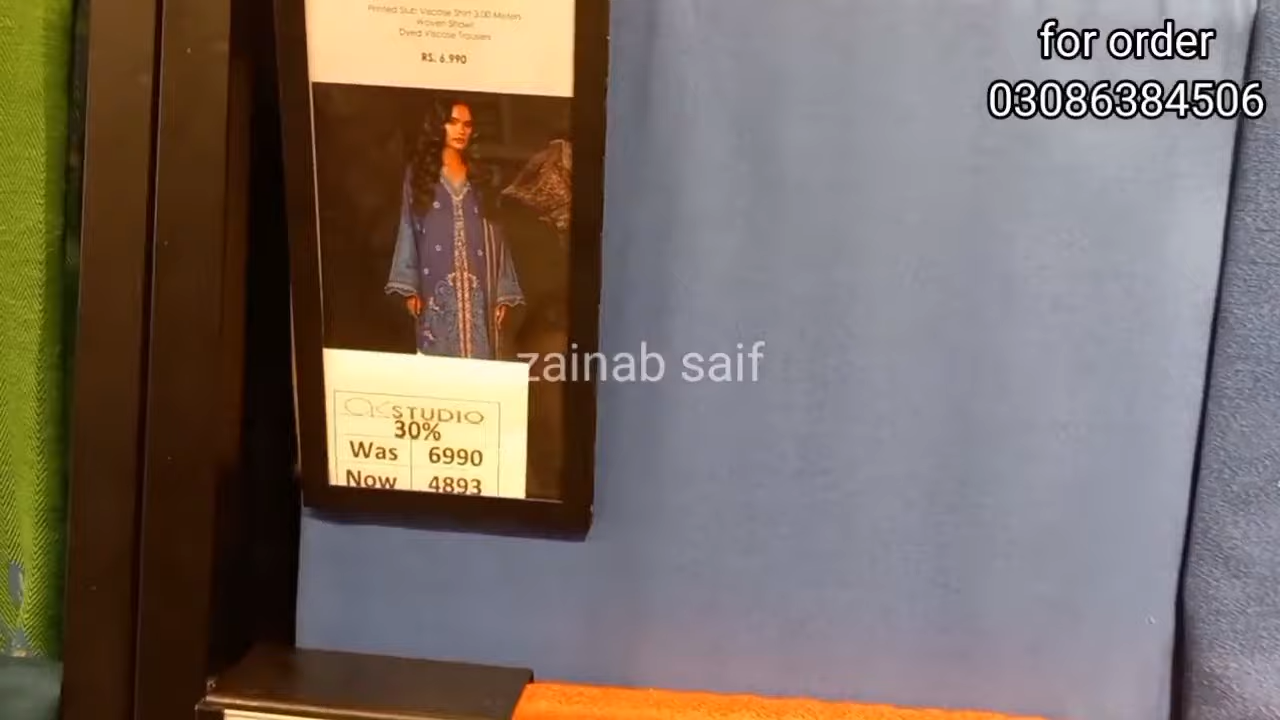 Printed Slub Viscose Shirt 3.00 Meters
Woven Shawl
Dyed Viscose Trousers
RS. 6,990
for order
03086384506
zainab saif
STUDIO
30%
Was 6990
Now 4893